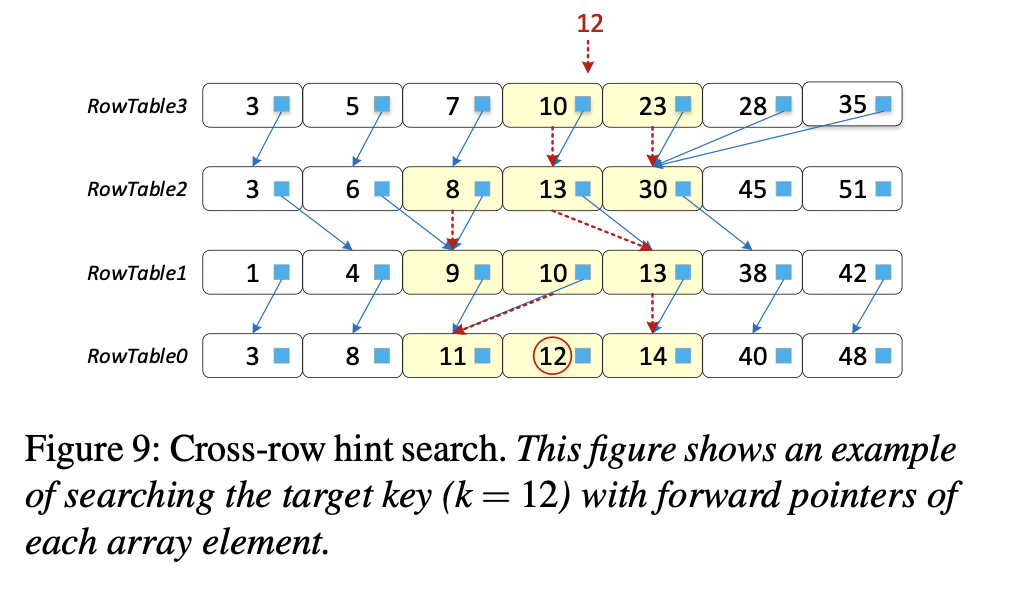 12
RowTable3 3 5 7 10 23 28 35
RowTable2 3 6 8 13 30 45 51
RowTable1 1 4 9 10 13 38 42
RowTable0 3 8 11 12 14 40 48
Figure 9: Cross-row hint search. This figure shows an example
of searching the target key (k = 12) with forward pointers of
each array element.